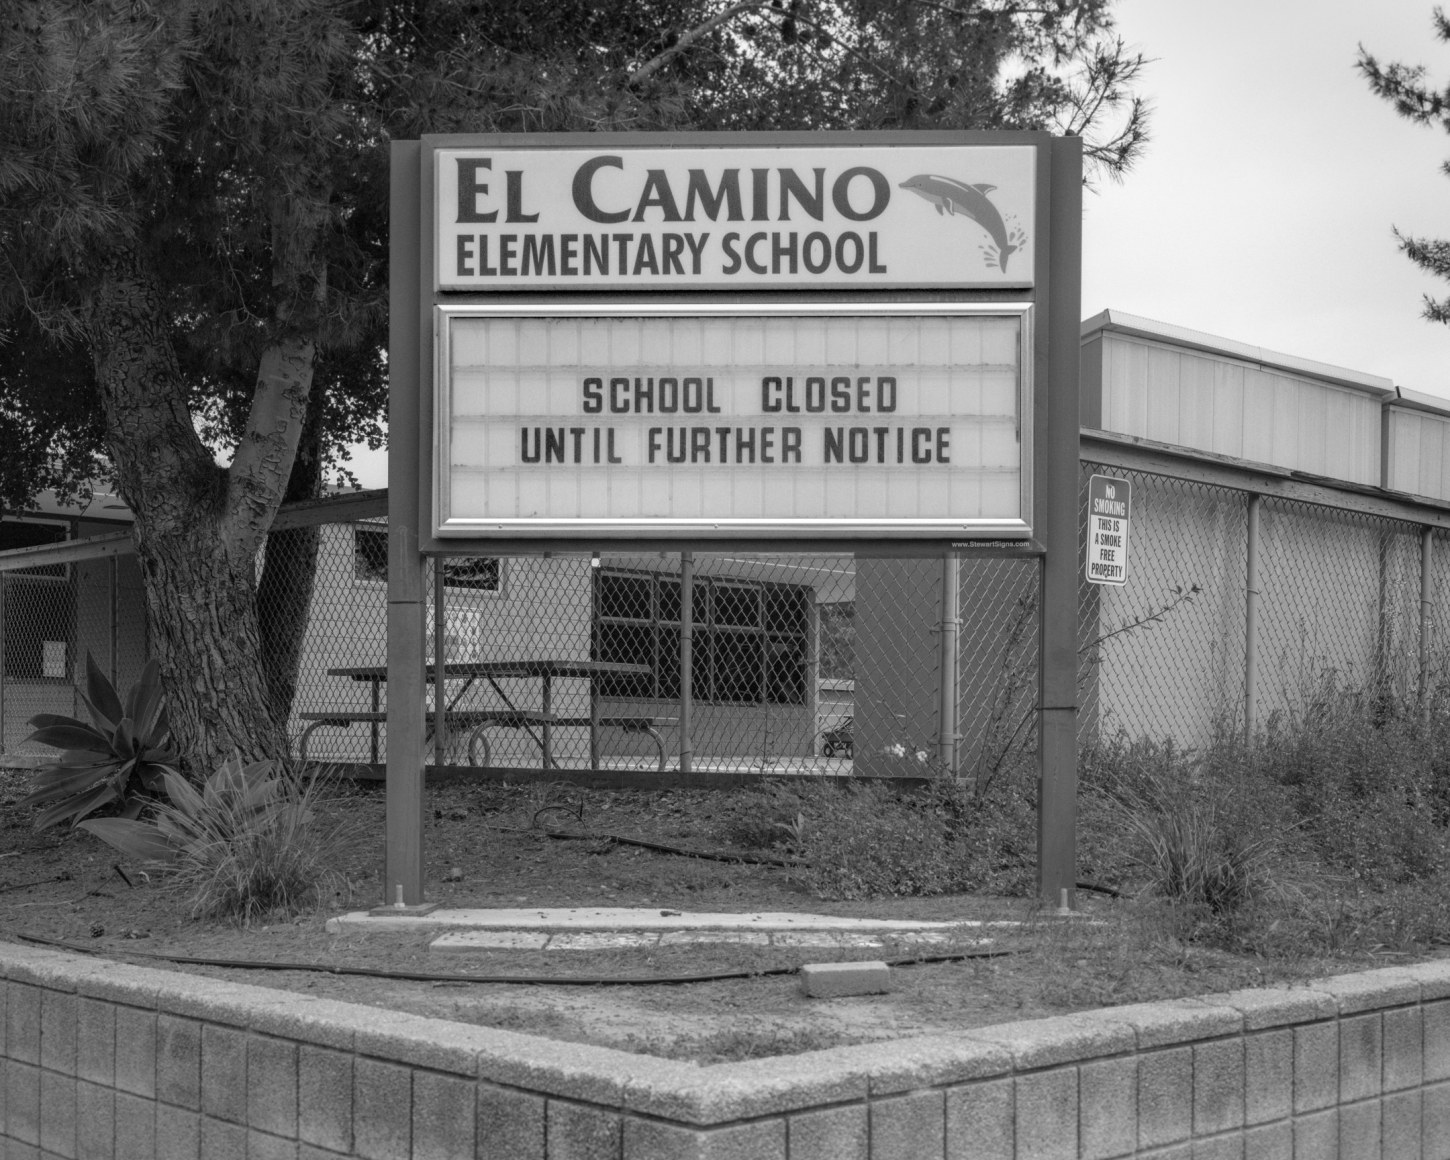 EL CAMINO
ELEMENTARY SCHOOL
SCHOOL CLOSED
UNTIL FURTHER NOTICE
www.StewartSigns.com
NO
SMOKING
THIS IS
A SMOKE
FREE
PROPERTY